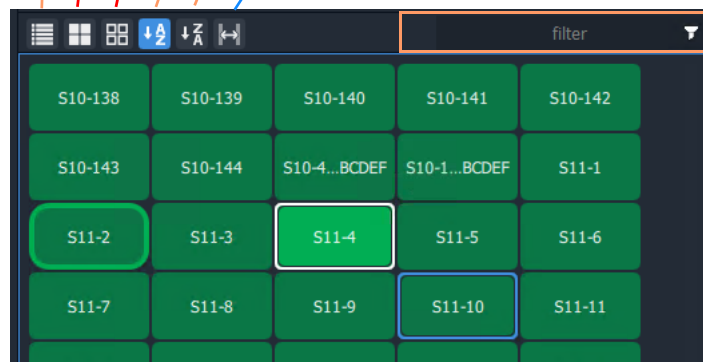 A Z Z A filter
S10-138 S10-139 S10-140 S10-141 S10-142
S10-143 S10-144 S10-4...BCDEF S10-1...BCDEF S11-1
S11-2 S11-3 S11-4 S11-5 S11-6
S11-7 S11-8 S11-9 S11-10 S11-11